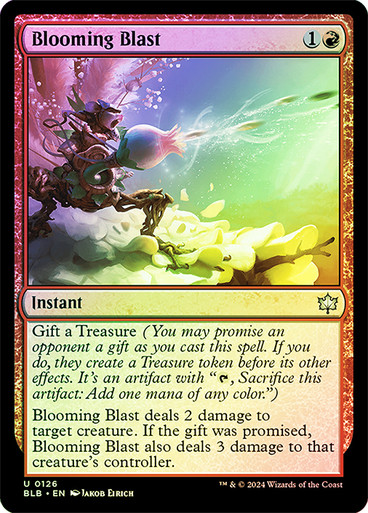 Blooming Blast 1
Instant
Gift a Treasure (You may promise an
opponent a gift as you cast this spell. If you
do, they create a Treasure token before its other
effects. It's an artifact with “, Sacrifice this
artifact: Add one mana of any color.”)
Blooming Blast deals 2 damage to
target creature. If the gift was promised,
Blooming Blast also deals 3 damage to that
creature's controller.
U 0126
BLB • EN Jakob Eirich
™ & © 2024 Wizards of the Coast